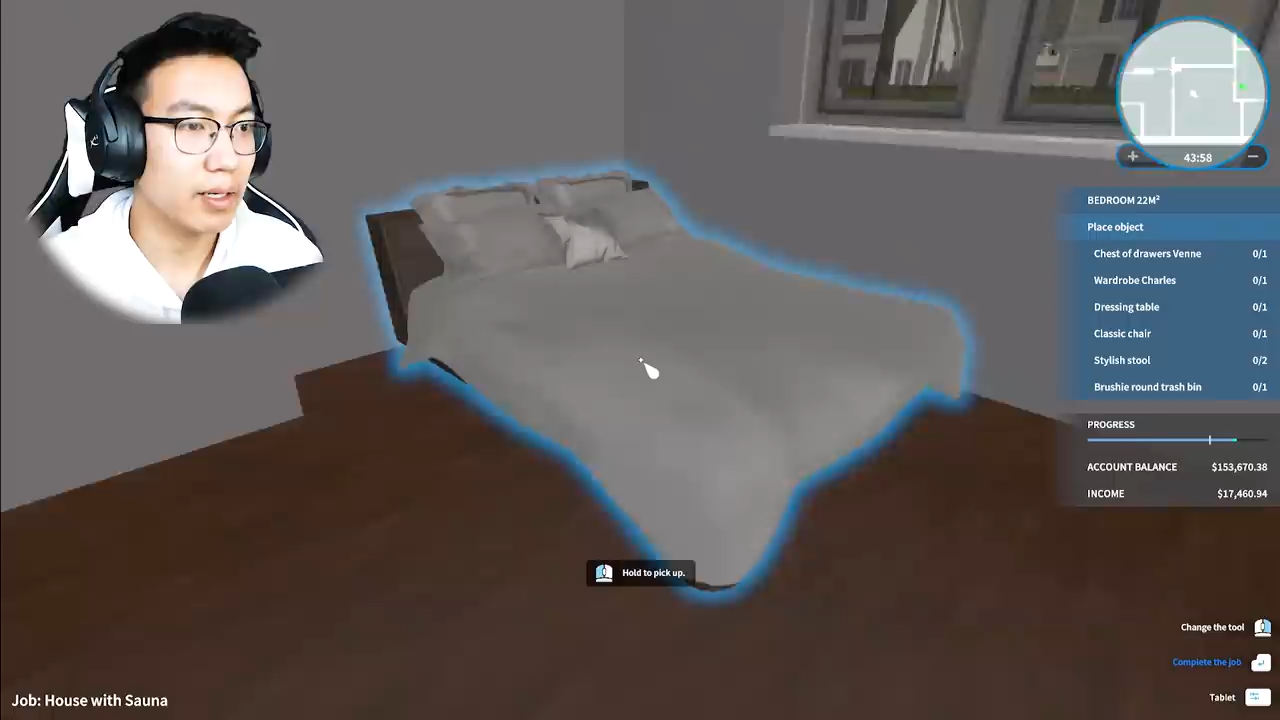 43:58
BEDROOM 22M²
Place object
Chest of drawers Venne 0/1
Wardrobe Charles 0/1
Dressing table 0/1
Classic chair 0/1
Stylish stool 0/2
Brushie round trash bin 0/1
PROGRESS
ACCOUNT BALANCE $153,670.38
INCOME $17,460.94
Hold to pick up.
Change the tool
Complete the job
Tablet
Job: House with Sauna